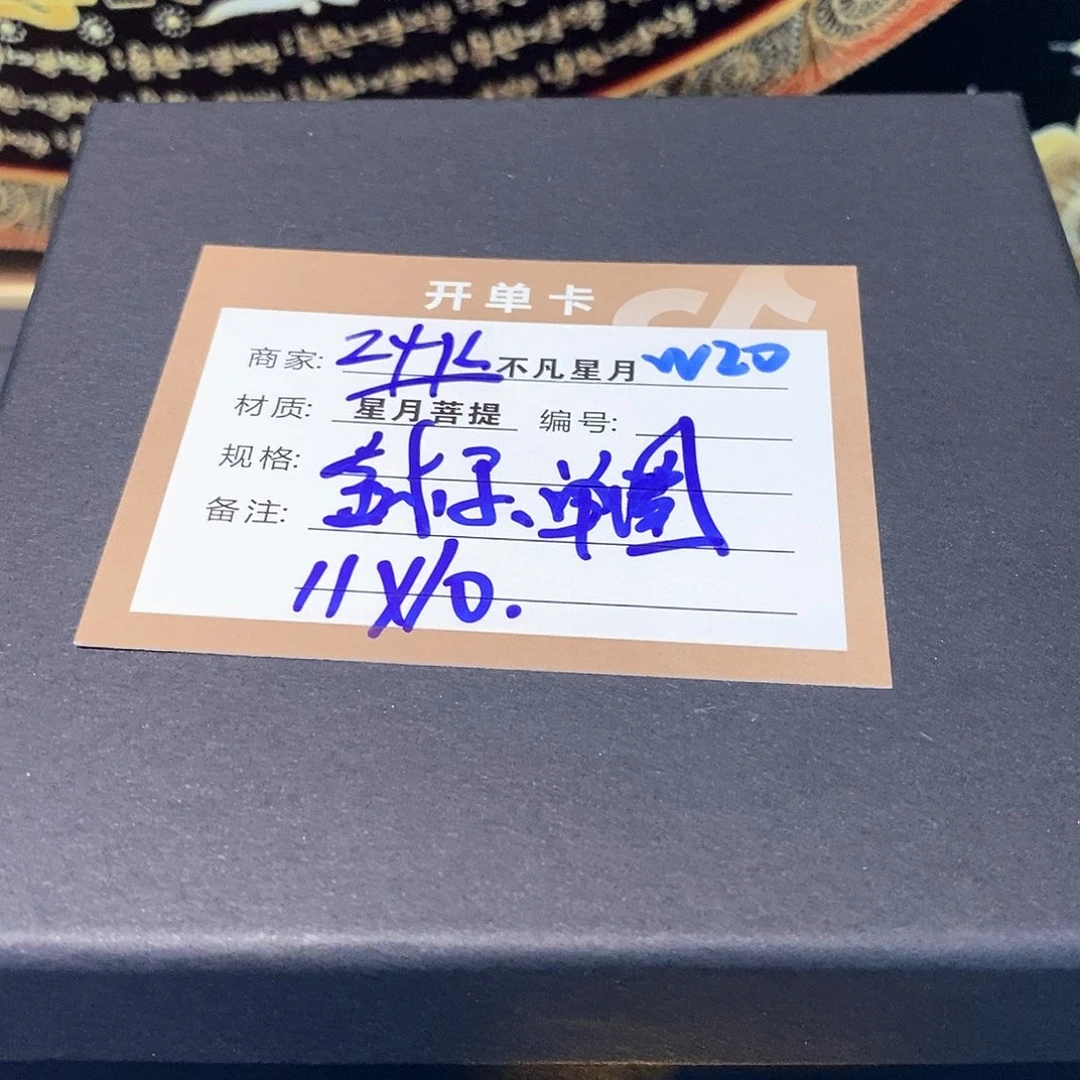 开单卡
商家: ZYK 不凡星月 W20
材质: 星月菩提 编号:
规格:
备注: 单圈
11X10.